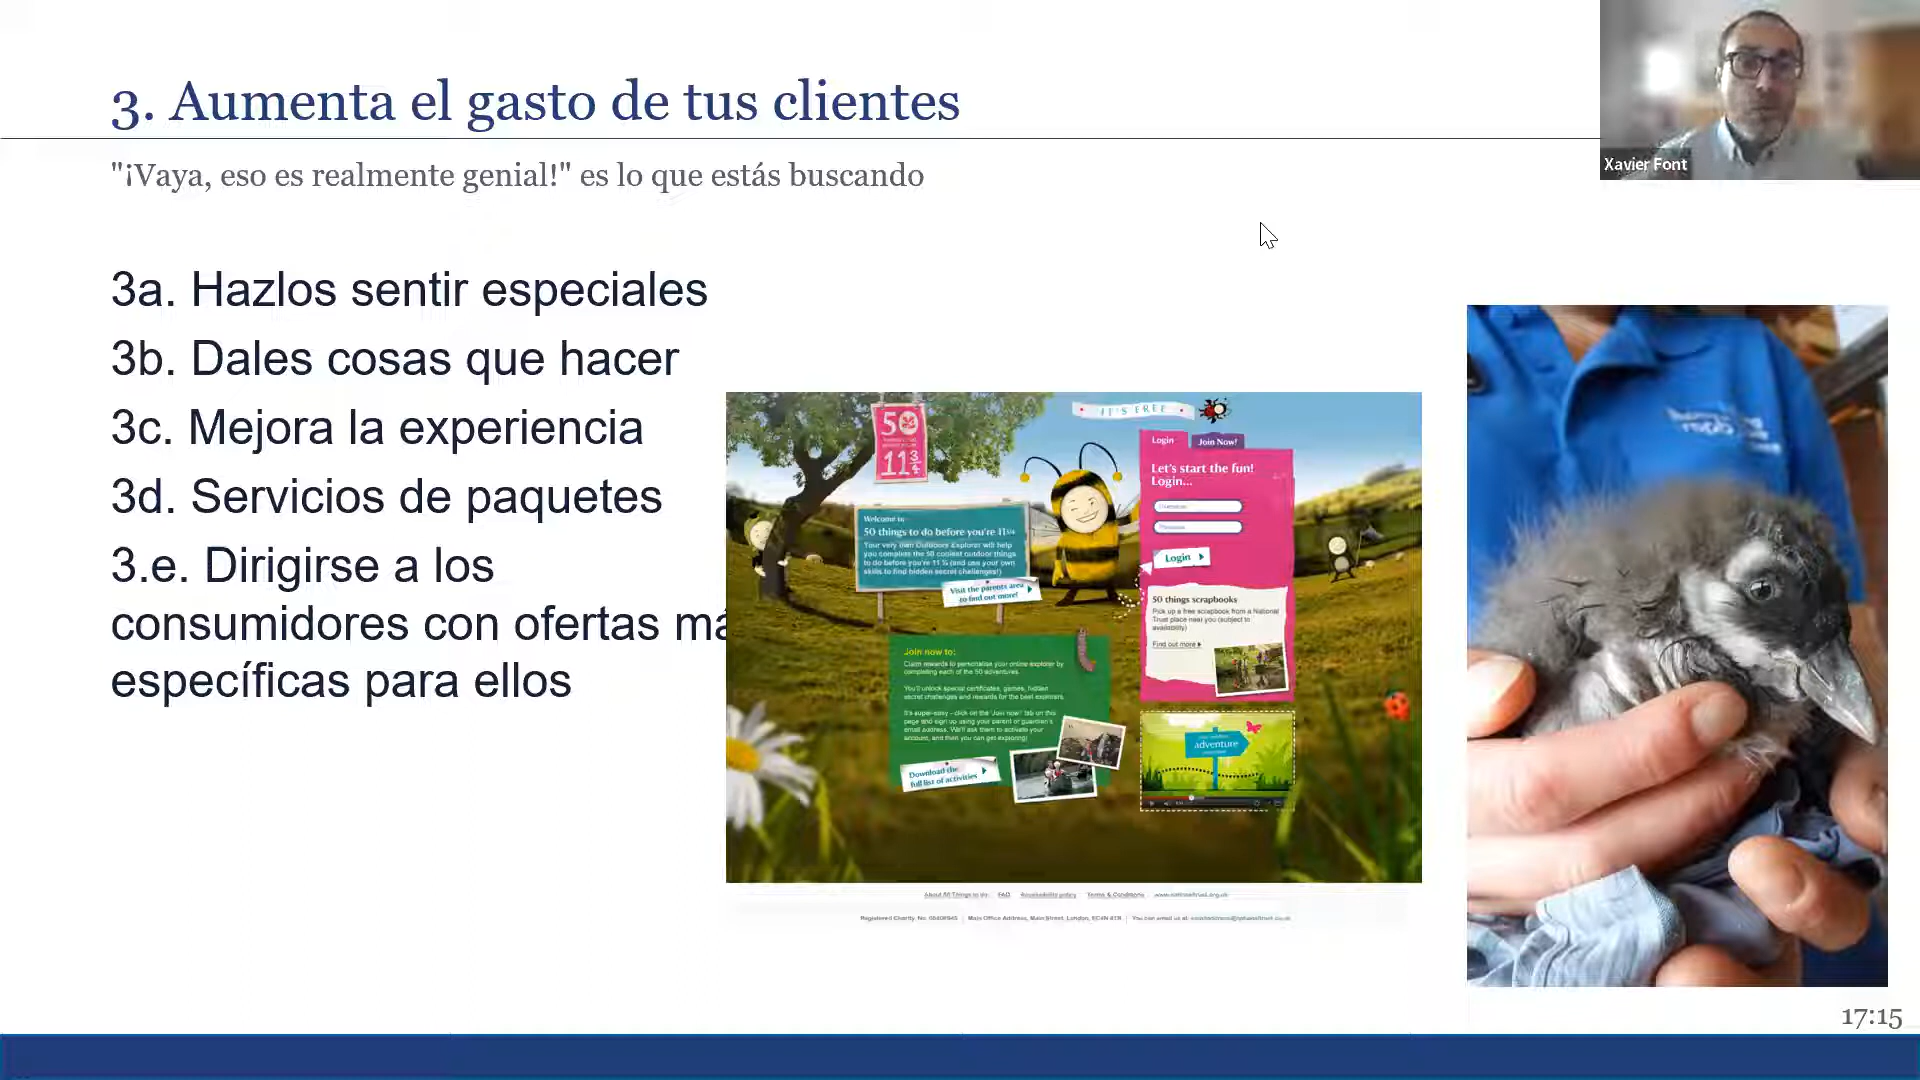 3. Aumenta el gasto de tus clientes
"¡Vaya, eso es realmente genial!" es lo que estás buscando
Xavier Font
3a. Hazlos sentir especiales
3b. Dales cosas que hacer
3c. Mejora la experiencia
3d. Servicios de paquetes
3.e. Dirigirse a los
consumidores con ofertas má
específicas para ellos
IT'S FREE
50
11¾
Login
Join Now!
Let's start the fun!
Login...
Login
Welcome to
50 things to do before you're 11¾
Your very own Outdoors Explorer will help
you complete the 50 coolest outdoor things
to do before you're 11 ¾ (and use your own
skills to find hidden secret challenges!)
Visit the parents area
to find out more!
50 things scrapbooks
Pick up a free scrapbook from a National
Trust place near you (subject to
availability)
Find out more
Join now to:
Claim rewards to personalise your online explorer by
completing each of the 50 adventures.
You'll unlock special certificates, games, hidden
secret challenges and rewards for the best explorers.
It's super-easy - click on the 'Join now!' tab on this
page and sign up using your parent or guardian's
email address. We'll ask them to activate your
account, and then you can get exploring!
Download the
full list of activities
adventure
About 50 Things to do
FAQ
Accessibility policy
Terms & Conditions
www.nationaltrust.org.uk
Main Office Address, Main Street, London
You can email us at:
17:15